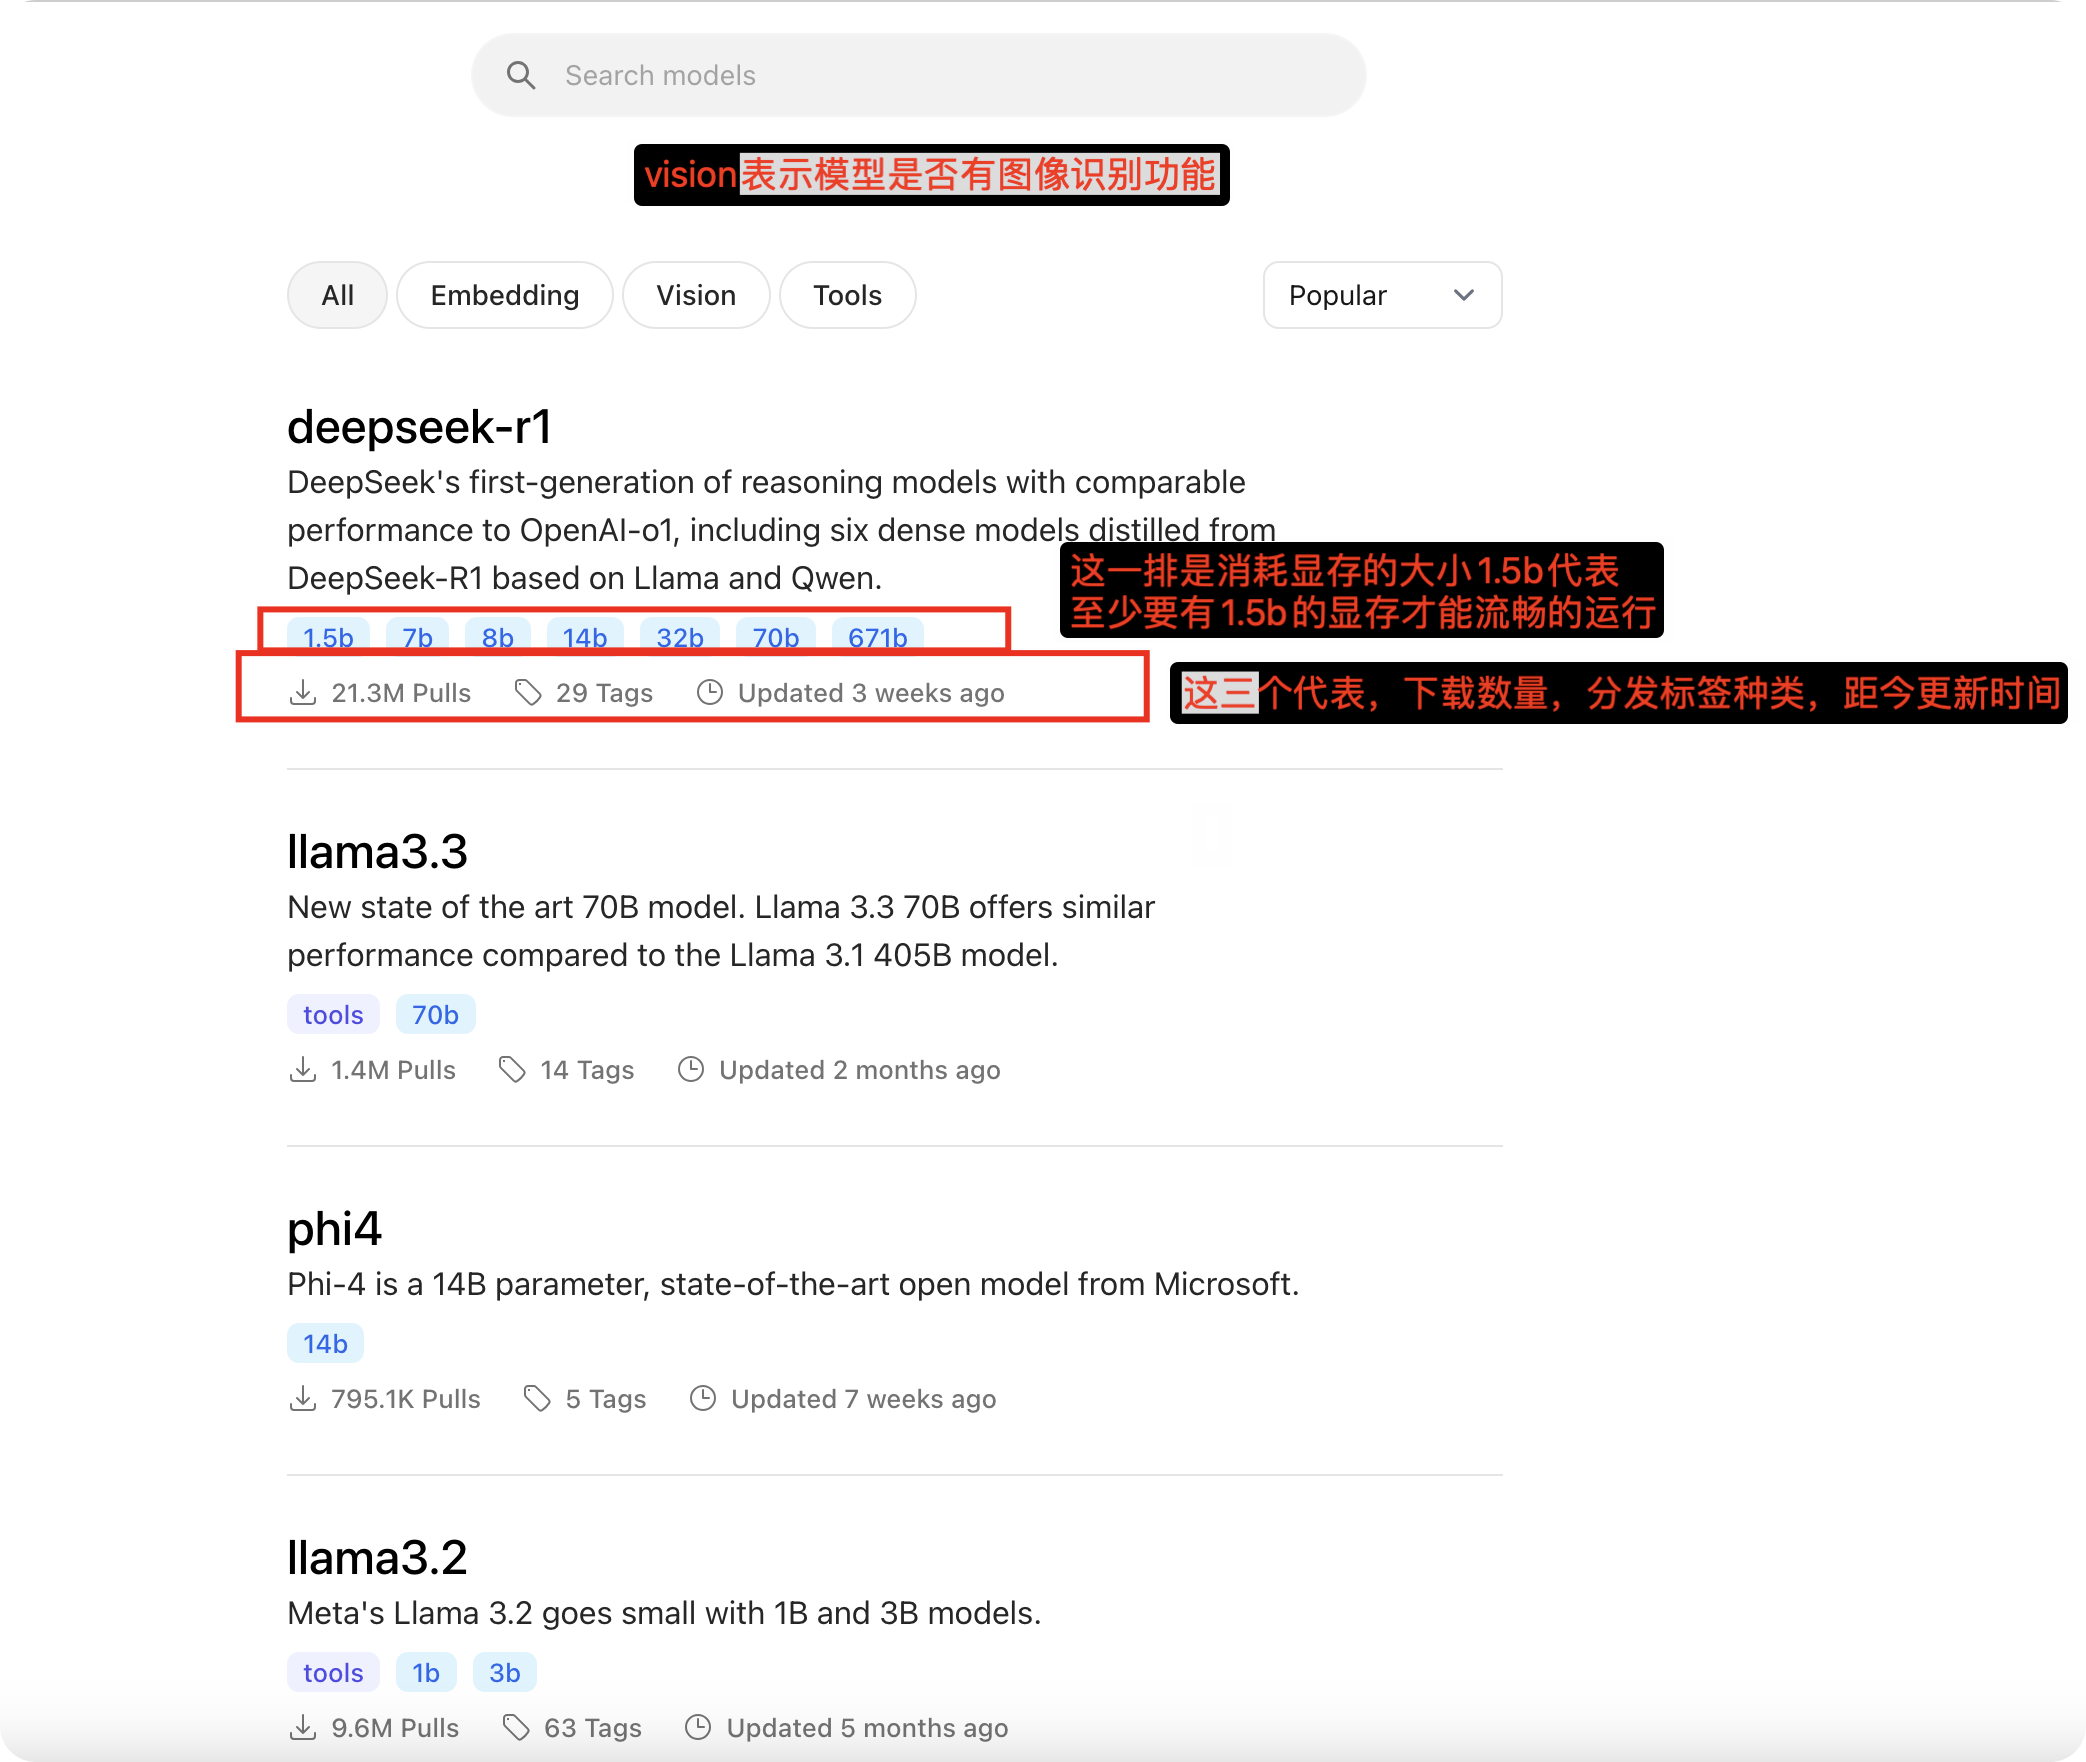 Search models
vision表示模型是否有图像识别功能
All Embedding Vision Tools Popular
deepseek-r1
DeepSeek's first-generation of reasoning models with comparable
performance to OpenAI-o1, including six dense models distilled from
DeepSeek-R1 based on Llama and Qwen.
这一排是消耗显存的大小1.5b代表
至少要有1.5b的显存才能流畅的运行
1.5b 7b 8b 14b 32b 70b 671b
21.3M Pulls 29 Tags Updated 3 weeks ago
这三个代表，下载数量，分发标签种类，距今更新时间
llama3.3
New state of the art 70B model. Llama 3.3 70B offers similar
performance compared to the Llama 3.1 405B model.
tools 70b
1.4M Pulls 14 Tags Updated 2 months ago
phi4
Phi-4 is a 14B parameter, state-of-the-art open model from Microsoft.
14b
795.1K Pulls 5 Tags Updated 7 weeks ago
llama3.2
Meta's Llama 3.2 goes small with 1B and 3B models.
tools 1b 3b
9.6M Pulls 63 Tags Updated 5 months ago